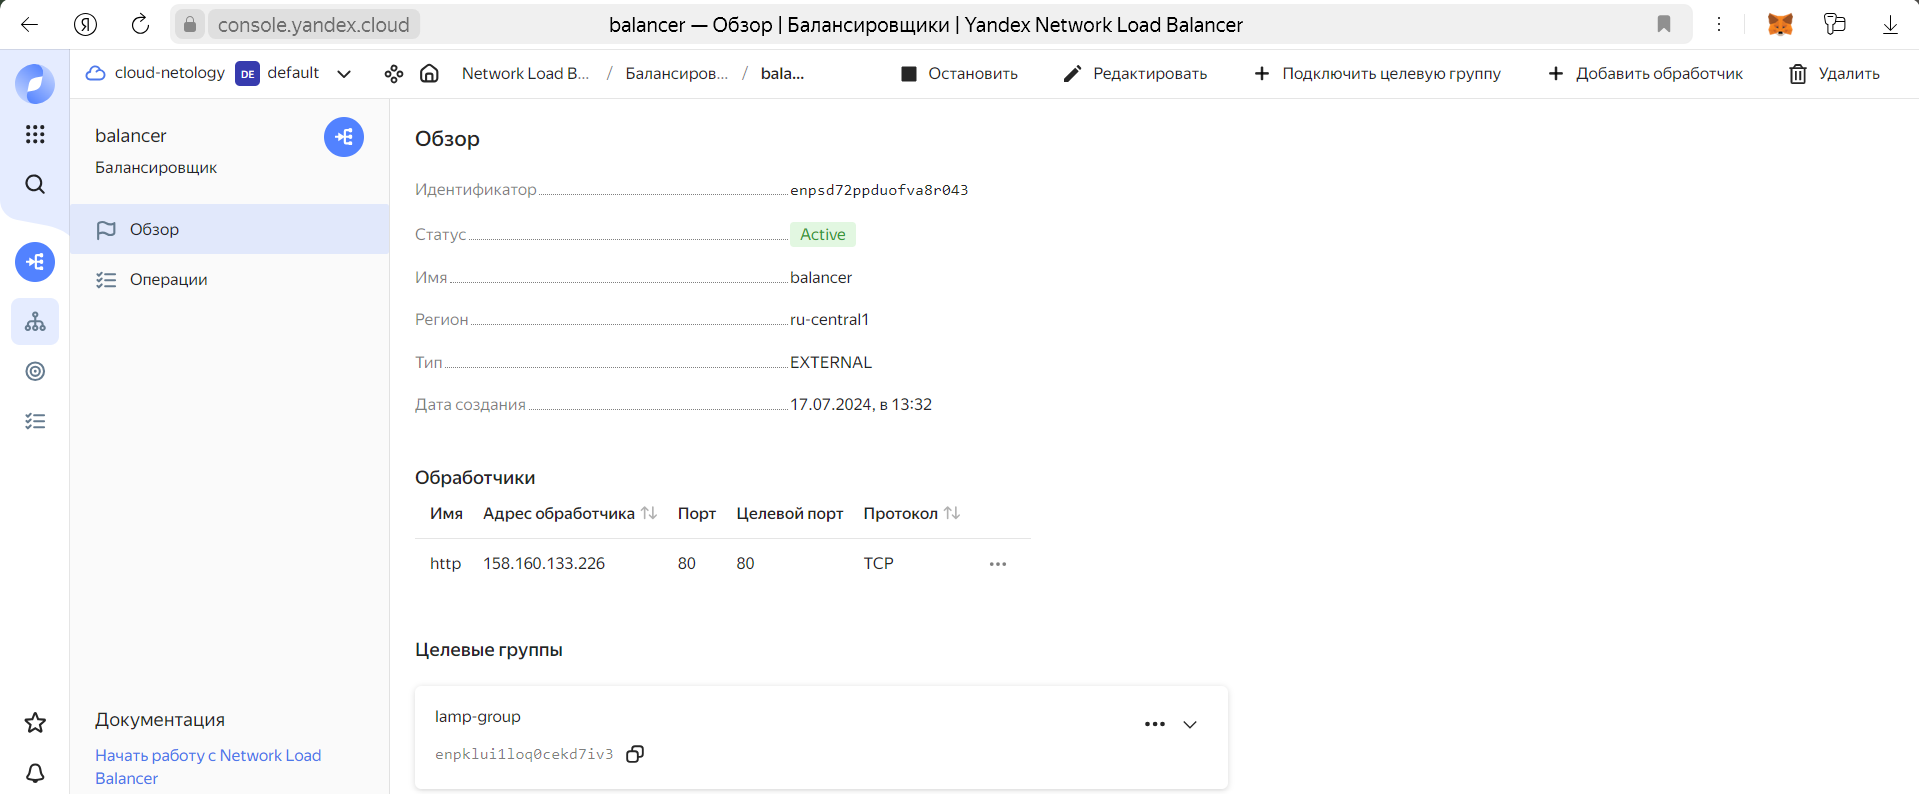 Я
console.yandex.cloud
balancer — Обзор | Балансировщики | Yandex Network Load Balancer
cloud-netology DE default
Network Load B... / Балансиров... / bala...
Остановить
Редактировать
Подключить целевую группу
Добавить обработчик
Удалить
balancer
Балансировщик
Обзор
Операции
Документация
Начать работу с Network Load
Balancer
Обзор
Идентификатор enpsd72ppduofva8r043
Статус Active
Имя balancer
Регион ru-central1
Тип EXTERNAL
Дата создания 17.07.2024, в 13:32
Обработчики
Имя Адрес обработчика Порт Целевой порт Протокол
http 158.160.133.226 80 80 TCP
Целевые группы
lamp-group
enpklui1loq0cekd7iv3